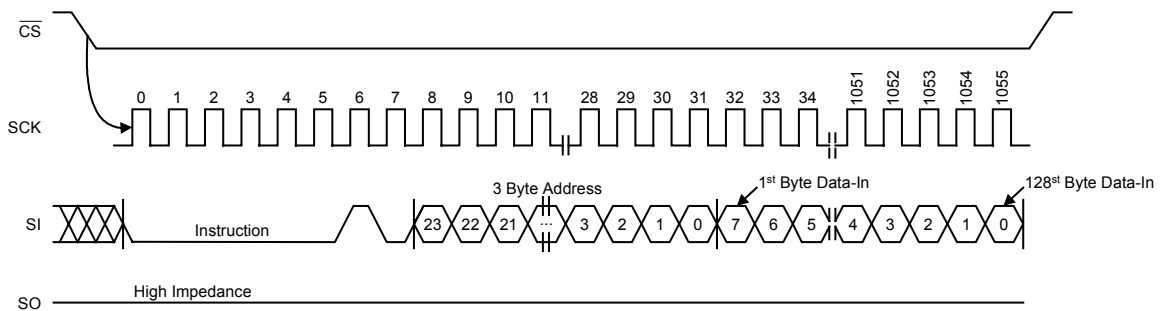 CS
0 1 2 3 4 5 6 7 8 9 10 11 28 29 30 31 32 33 34 1051 1052 1053 1054 1055
SCK
3 Byte Address
1st Byte Data-In
128st Byte Data-In
SI
Instruction
23 22 21 ... 3 2 1 0 7 6 5 4 3 2 1 0
High Impedance
SO